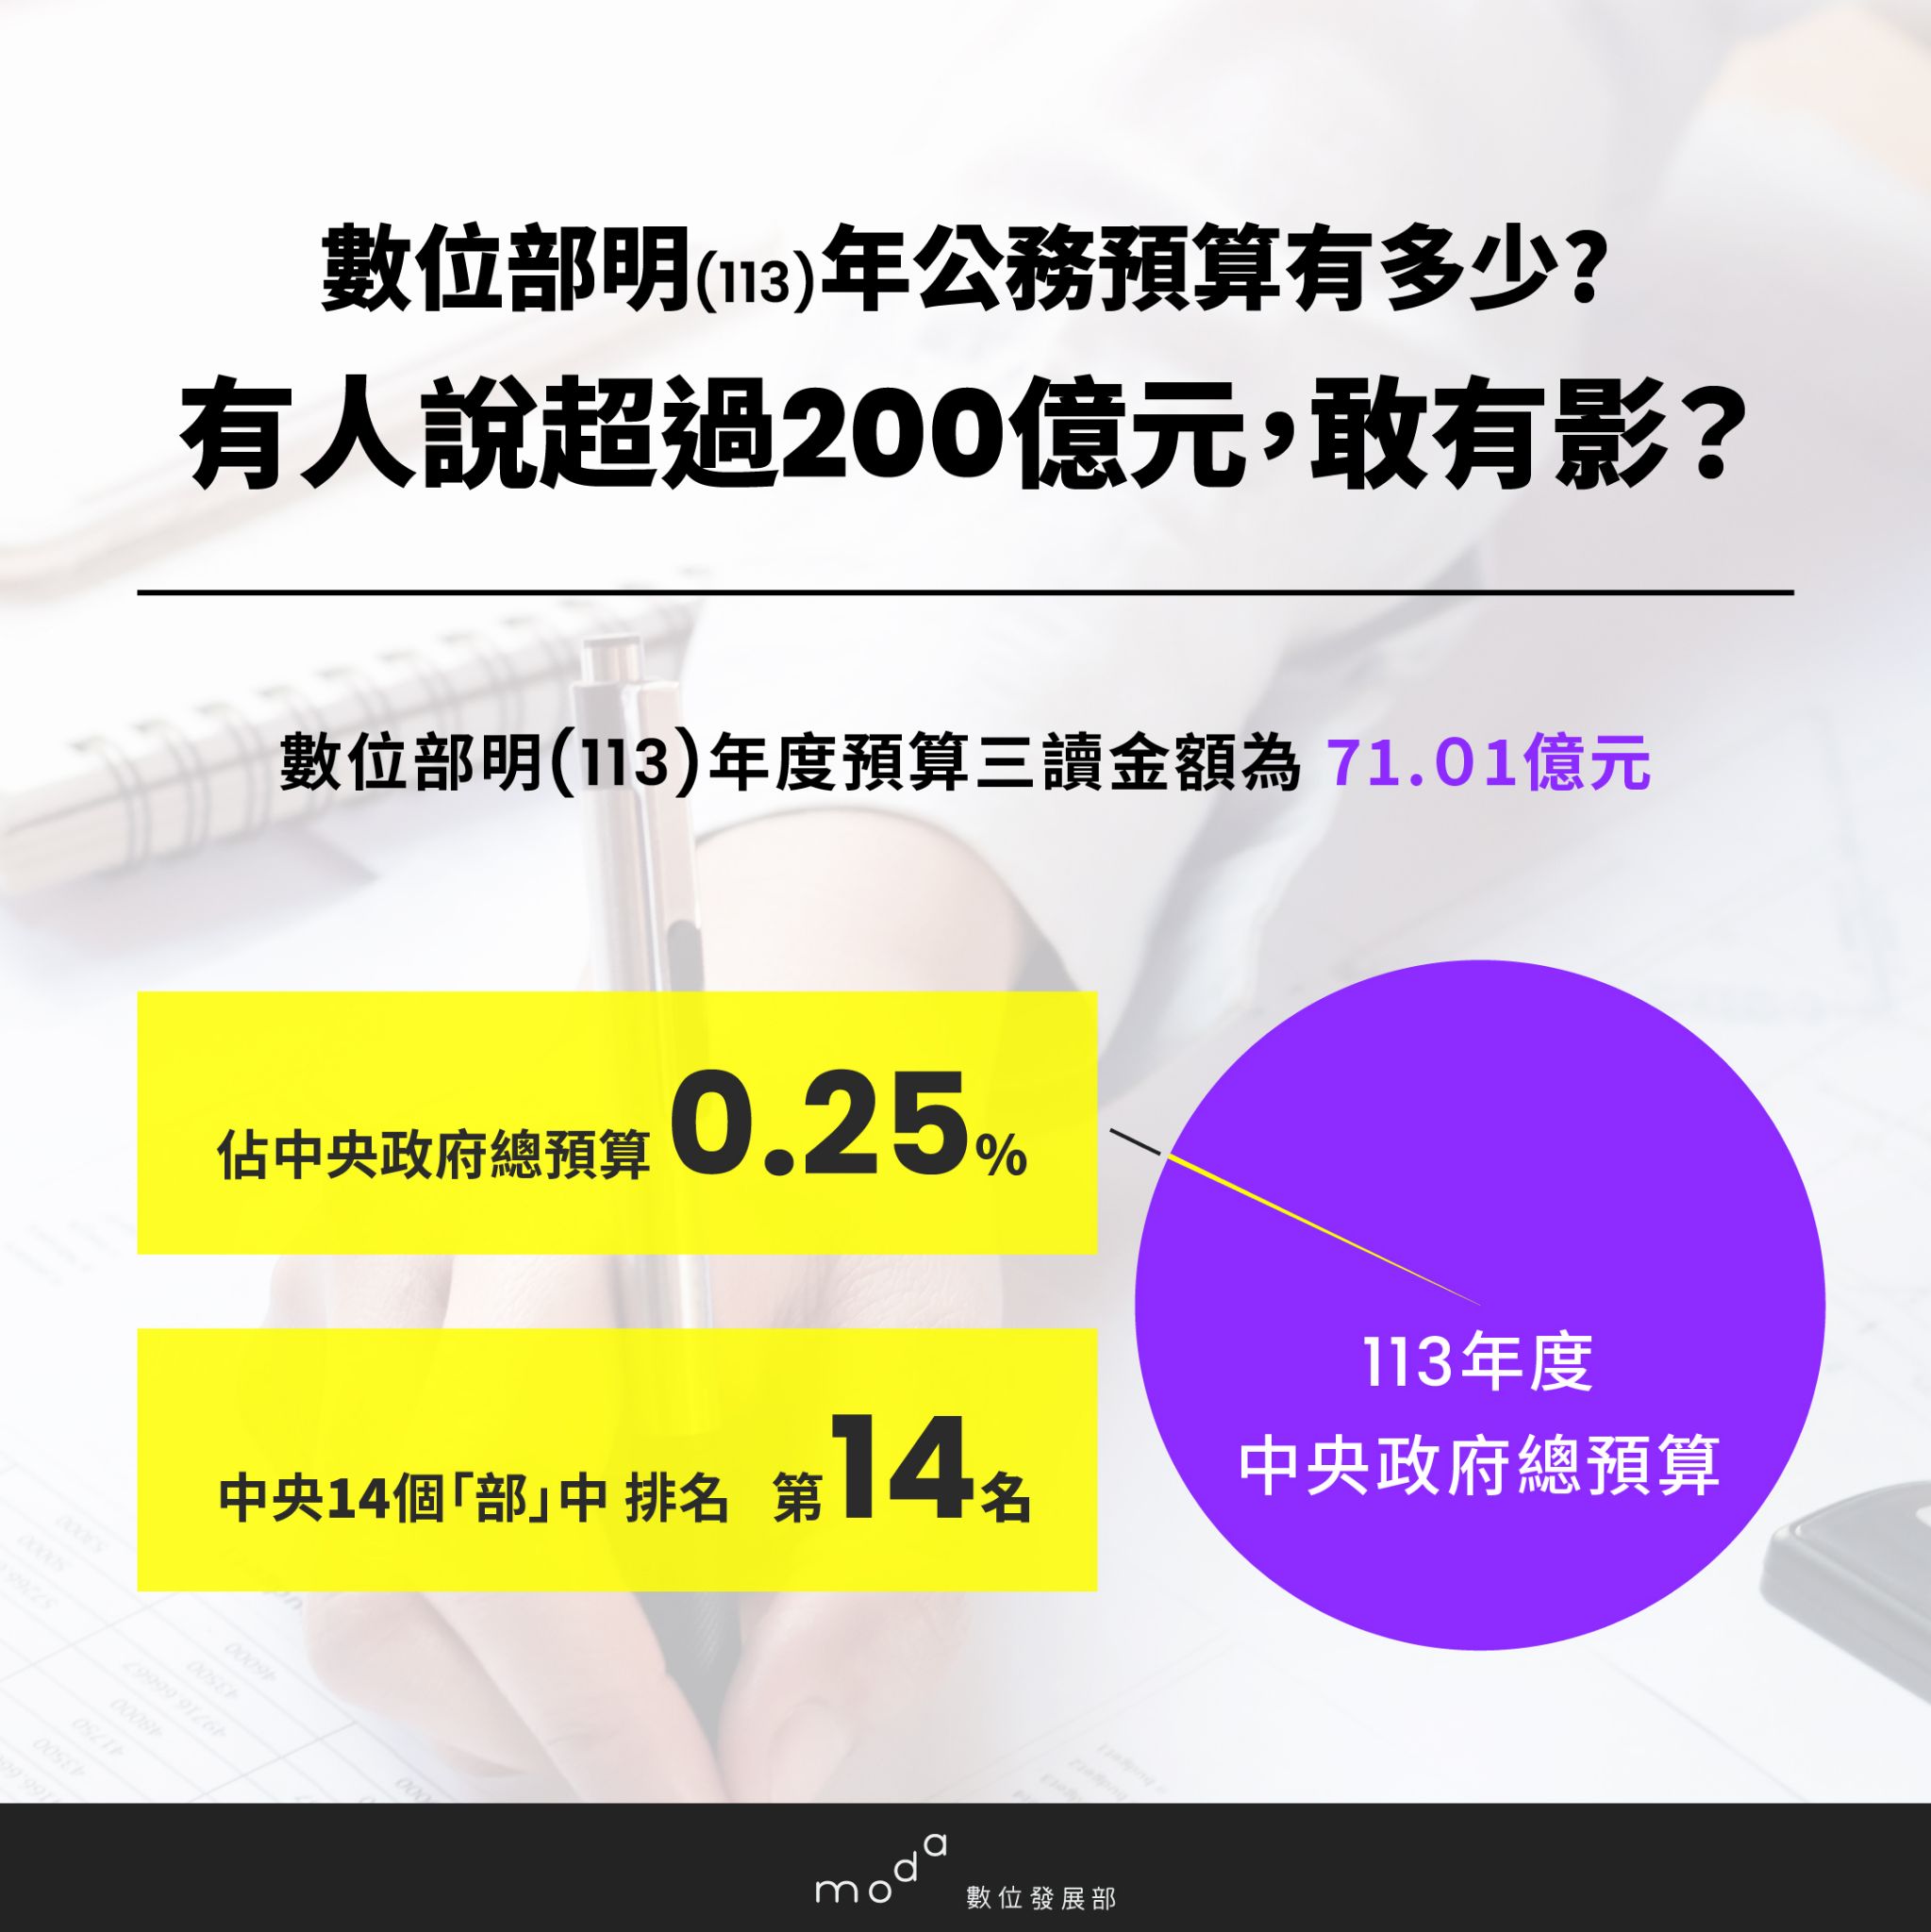 數位部明(113)年公務預算有多少?
有人說超過200億元,敢有影?
數位部明(113)年度預算三讀金額為 71.01億元
佔中央政府總預算 0.25%
中央14個「部」中 排名 第14名
113年度
中央政府總預算
moda 數位發展部